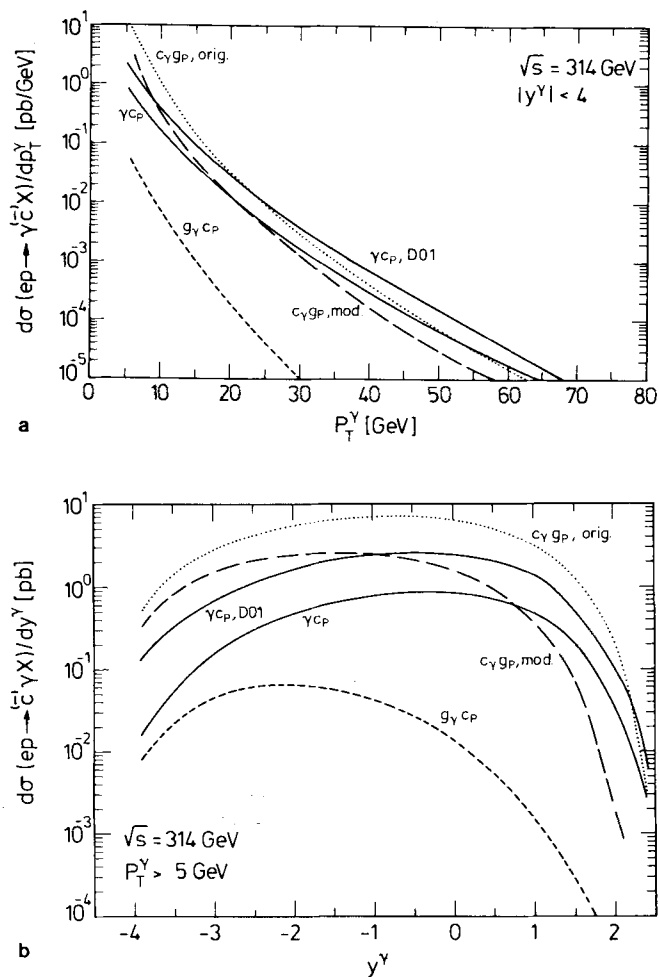 dσ (ep → γ c⁽⁻⁾ X)/dp_T^γ [pb/GeV]
10¹
10⁰
10⁻¹
10⁻²
10⁻³
10⁻⁴
10⁻⁵
c_γ g_P, orig.
√s = 314 GeV
|y^γ| < 4
γc_P
g_γ c_P
γc_P, D01
c_γ g_P, mod.
0 10 20 30 40 50 60 70 80
P_T^γ [GeV]
a
dσ (ep → c⁽⁻⁾ γ X)/dy^γ [pb]
10¹
10⁰
10⁻¹
10⁻²
10⁻³
10⁻⁴
c_γ g_P, orig.
γc_P, D01
γc_P
c_γ g_P, mod.
g_γ c_P
√s = 314 GeV
P_T^γ > 5 GeV
-4 -3 -2 -1 0 1 2
y^γ
b